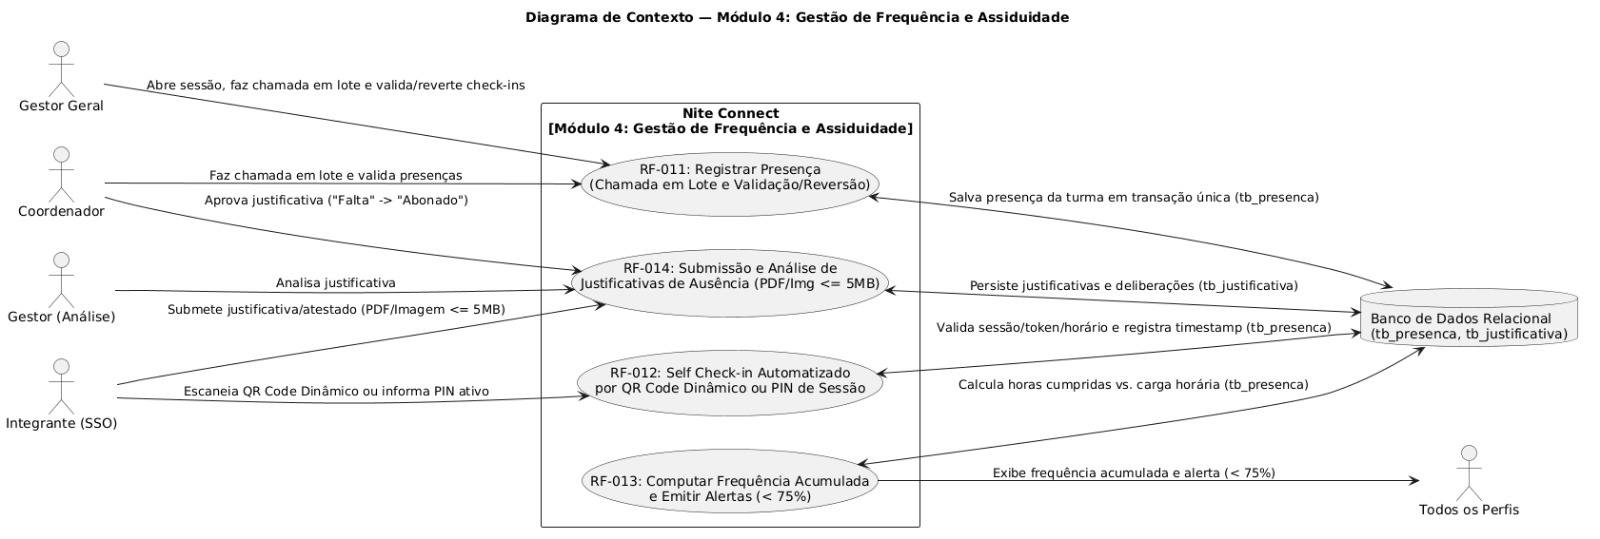 Diagrama de Contexto — Módulo 4: Gestão de Frequência e Assiduidade
Gestor Geral
Abre sessão, faz chamada em lote e valida/reverte check-ins
Nite Connect
[Módulo 4: Gestão de Frequência e Assiduidade]
Coordenador
Faz chamada em lote e valida presenças
Aprova justificativa ("Falta" -> "Abonado")
RF-011: Registrar Presença
(Chamada em Lote e Validação/Reversão)
Salva presença da turma em transação única (tb_presenca)
Gestor (Análise)
Analisa justificativa
Submete justificativa/atestado (PDF/Imagem <= 5MB)
RF-014: Submissão e Análise de
Justificativas de Ausência (PDF/Img <= 5MB)
Persiste justificativas e deliberações (tb_justificativa)
Banco de Dados Relacional
(tb_presenca, tb_justificativa)
Valida sessão/token/horário e registra timestamp (tb_presenca)
Integrante (SSO)
Escaneia QR Code Dinâmico ou informa PIN ativo
RF-012: Self Check-in Automatizado
por QR Code Dinâmico ou PIN de Sessão
Calcula horas cumpridas vs. carga horária (tb_presenca)
RF-013: Computar Frequência Acumulada
e Emitir Alertas (< 75%)
Exibe frequência acumulada e alerta (< 75%)
Todos os Perfis